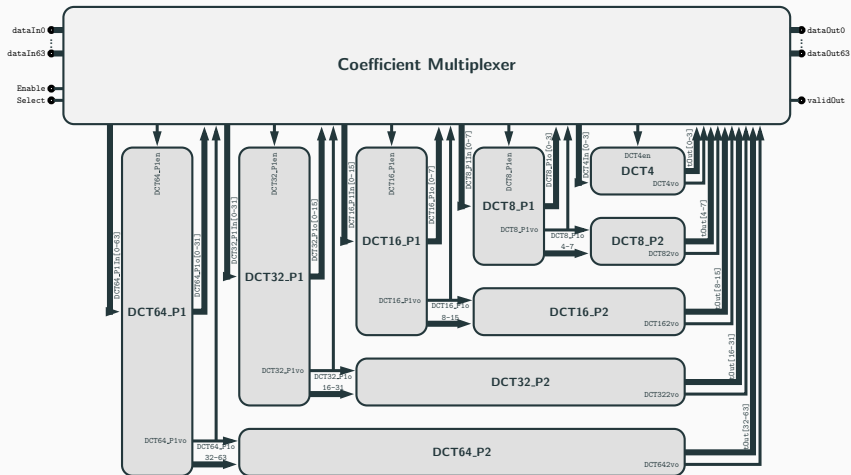 dataIn0
dataIn63
Enable
Select
Coefficient Multiplexer
dataOut0
dataOut63
validOut
DCT64_P1In[0-63]
DCT64_P1en
DCT64_P1
DCT64_P1o[0-31]
DCT64_P1vo
DCT64_P1o
32-63
DCT32_P1In[0-31]
DCT32_P1en
DCT32_P1
DCT32_P1o[0-15]
DCT32_P1vo
DCT32_P1o
16-31
DCT16_P1In[0-15]
DCT16_P1en
DCT16_P1
DCT16_P1o[0-7]
DCT16_P1vo
DCT16_P1o
8-15
DCT8_P1In[0-7]
DCT8_P1en
DCT8_P1
DCT8_P1o[0-3]
DCT8_P1vo
DCT8_P1o
4-7
DCT4In[0-3]
DCT4en
DCT4
DCT4vo
tOut[0-3]
DCT8_P2
DCT82vo
tOut[4-7]
DCT16_P2
DCT162vo
tOut[8-15]
DCT32_P2
DCT322vo
tOut[16-31]
DCT64_P2
DCT642vo
tOut[32-63]